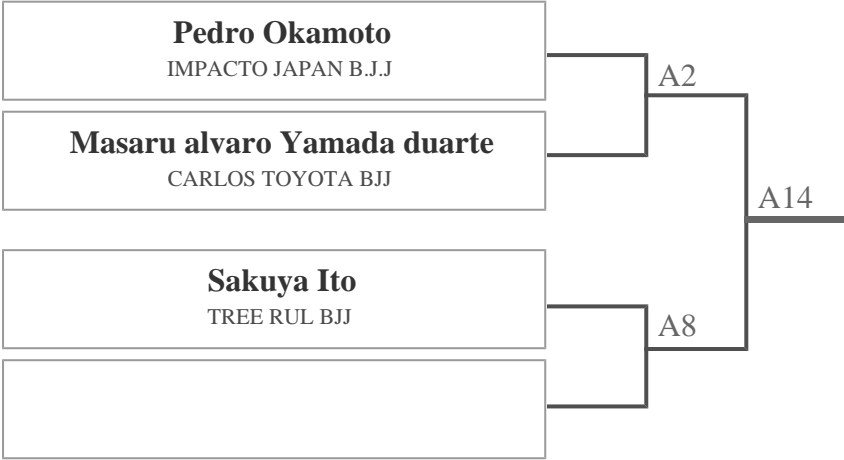 Pedro Okamoto
IMPACTO JAPAN B.J.J
A2
Masaru alvaro Yamada duarte
CARLOS TOYOTA BJJ
A14
Sakuya Ito
TREE RUL BJJ
A8